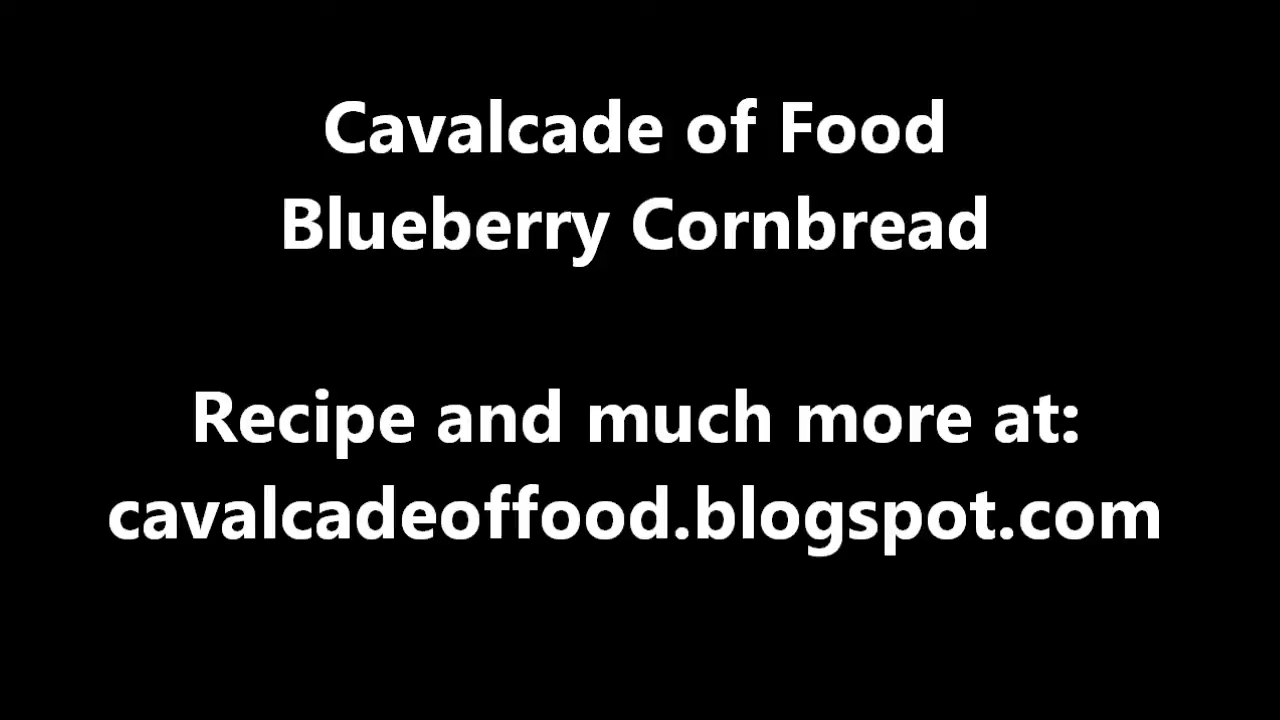 Cavalcade of Food
Blueberry Cornbread
Recipe and much more at:
cavalcadeoffood.blogspot.com